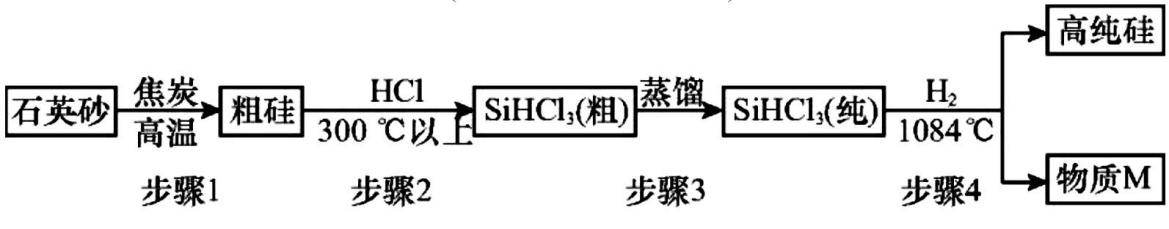 石英砂
焦炭
高温
步骤1
粗硅
HCl
300 ℃以上
步骤2
SiHCl₃(粗)
蒸馏
步骤3
SiHCl₃(纯)
H₂
1084℃
步骤4
高纯硅
物质M